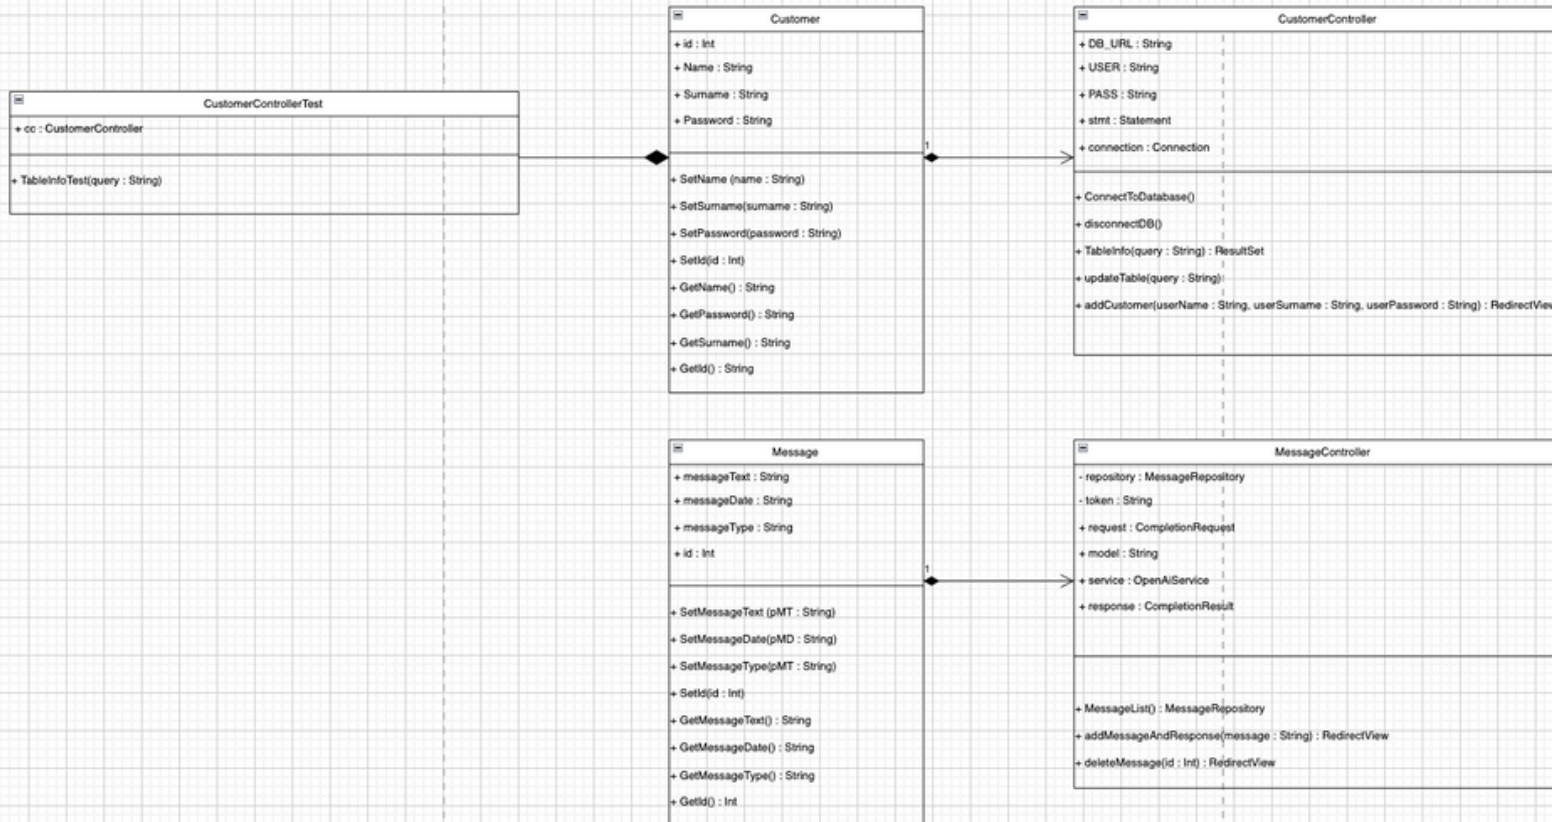 CustomerControllerTest
+ cc : CustomerController
+ TableInfoTest(query : String)
Customer
+ id : Int
+ Name : String
+ Surname : String
+ Password : String
+ SetName (name : String)
+ SetSurname(surname : String)
+ SetPassword(password : String)
+ SetId(id : Int)
+ GetName() : String
+ GetPassword() : String
+ GetSurname() : String
+ GetId() : String
1
CustomerController
+ DB_URL : String
+ USER : String
+ PASS : String
+ stmt : Statement
+ connection : Connection
+ ConnectToDatabase()
+ disconnectDB()
+ TableInfo(query : String) : ResultSet
+ updateTable(query : String)
+ addCustomer(userName : String, userSurname : String, userPassword : String) : RedirectView
Message
+ messageText : String
+ messageDate : String
+ messageType : String
+ id : Int
+ SetMessageText (pMT : String)
+ SetMessageDate(pMD : String)
+ SetMessageType(pMT : String)
+ SetId(id : Int)
+ GetMessageText() : String
+ GetMessageDate() : String
+ GetMessageType() : String
+ GetId() : Int
1
MessageController
- repository : MessageRepository
- token : String
+ request : CompletionRequest
+ model : String
+ service : OpenAiService
+ response : CompletionResult
+ MessageList() : MessageRepository
+ addMessageAndResponse(message : String) : RedirectView
+ deleteMessage(id : Int) : RedirectView